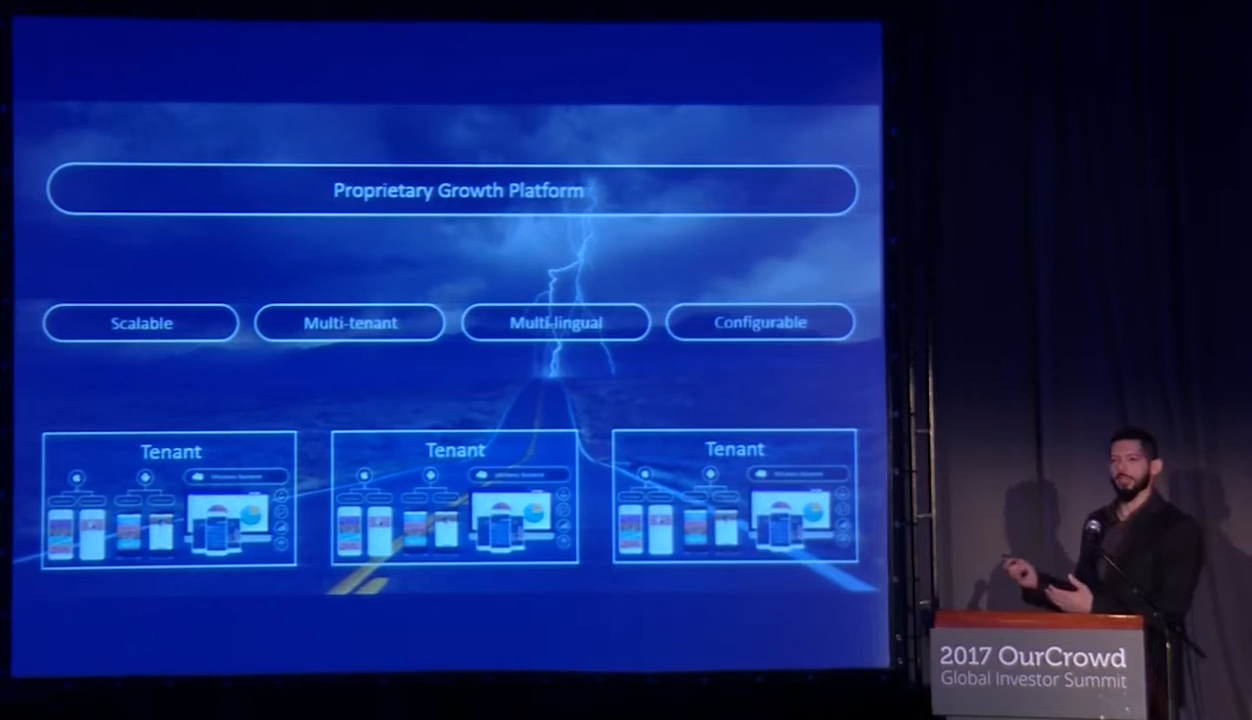 Proprietary Growth Platform
Scalable
Multi-tenant
Multi-lingual
Configurable
Tenant
Tenant
Tenant
2017 OurCrowd
Global Investor Summit